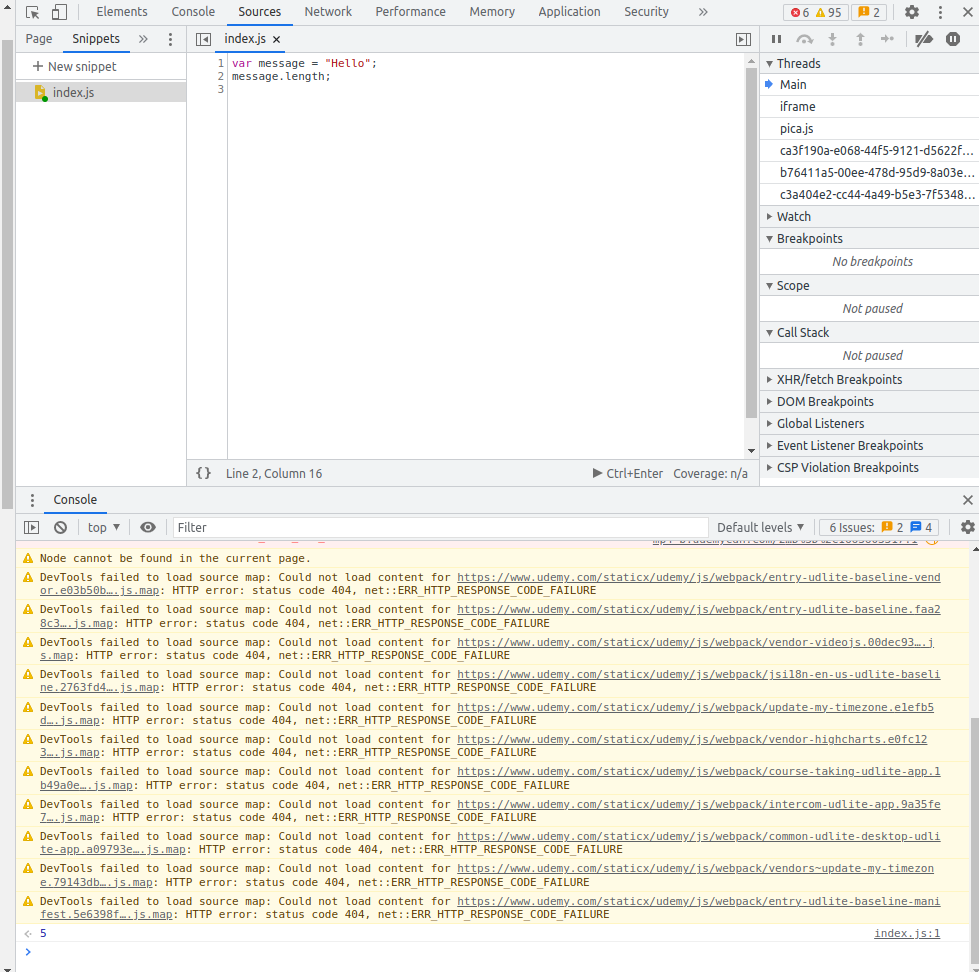 Elements Console Sources Network Performance Memory Application Security » 6 95 2
Page Snippets » index.js
+ New snippet
index.js
1 var message = "Hello";
2 message.length;
3
{} Line 2, Column 16 Ctrl+Enter Coverage: n/a
Threads
Main
iframe
pica.js
ca3f190a-e068-44f5-9121-d5622f…
b76411a5-00ee-478d-95d9-8a03e…
c3a404e2-cc44-4a49-b5e3-7f5348…
Watch
Breakpoints
No breakpoints
Scope
Not paused
Call Stack
Not paused
XHR/fetch Breakpoints
DOM Breakpoints
Global Listeners
Event Listener Breakpoints
CSP Violation Breakpoints
Console
top Filter Default levels 6 Issues: 2 4
Node cannot be found in the current page.
DevTools failed to load source map: Could not load content for https://www.udemy.com/staticx/udemy/js/webpack/entry-udlite-baseline-vend
or.e03b50b….js.map: HTTP error: status code 404, net::ERR_HTTP_RESPONSE_CODE_FAILURE
DevTools failed to load source map: Could not load content for https://www.udemy.com/staticx/udemy/js/webpack/entry-udlite-baseline.faa2
8c3….js.map: HTTP error: status code 404, net::ERR_HTTP_RESPONSE_CODE_FAILURE
DevTools failed to load source map: Could not load content for https://www.udemy.com/staticx/udemy/js/webpack/vendor-videojs.00dec93….j
s.map: HTTP error: status code 404, net::ERR_HTTP_RESPONSE_CODE_FAILURE
DevTools failed to load source map: Could not load content for https://www.udemy.com/staticx/udemy/js/webpack/jsi18n-en-us-udlite-baseli
ne.2763fd4….js.map: HTTP error: status code 404, net::ERR_HTTP_RESPONSE_CODE_FAILURE
DevTools failed to load source map: Could not load content for https://www.udemy.com/staticx/udemy/js/webpack/update-my-timezone.e1efb5
d….js.map: HTTP error: status code 404, net::ERR_HTTP_RESPONSE_CODE_FAILURE
DevTools failed to load source map: Could not load content for https://www.udemy.com/staticx/udemy/js/webpack/vendor-highcharts.e0fc12
3….js.map: HTTP error: status code 404, net::ERR_HTTP_RESPONSE_CODE_FAILURE
DevTools failed to load source map: Could not load content for https://www.udemy.com/staticx/udemy/js/webpack/course-taking-udlite-app.1
b49a0e….js.map: HTTP error: status code 404, net::ERR_HTTP_RESPONSE_CODE_FAILURE
DevTools failed to load source map: Could not load content for https://www.udemy.com/staticx/udemy/js/webpack/intercom-udlite-app.9a35fe
7….js.map: HTTP error: status code 404, net::ERR_HTTP_RESPONSE_CODE_FAILURE
DevTools failed to load source map: Could not load content for https://www.udemy.com/staticx/udemy/js/webpack/common-udlite-desktop-udli
te-app.a09793e….js.map: HTTP error: status code 404, net::ERR_HTTP_RESPONSE_CODE_FAILURE
DevTools failed to load source map: Could not load content for https://www.udemy.com/staticx/udemy/js/webpack/vendors~update-my-timezon
e.79143db….js.map: HTTP error: status code 404, net::ERR_HTTP_RESPONSE_CODE_FAILURE
DevTools failed to load source map: Could not load content for https://www.udemy.com/staticx/udemy/js/webpack/entry-udlite-baseline-mani
fest.5e6398f….js.map: HTTP error: status code 404, net::ERR_HTTP_RESPONSE_CODE_FAILURE
5 index.js:1